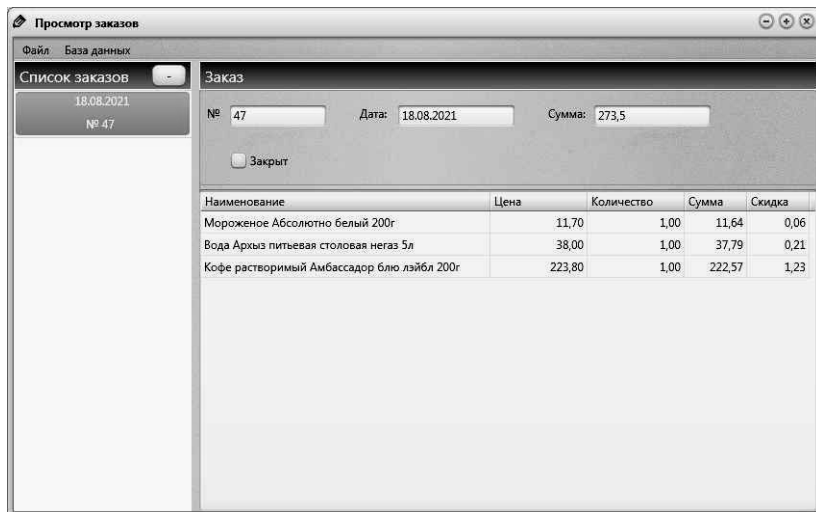 Просмотр заказов
Файл База данных
Список заказов -
18.08.2021
№ 47
Заказ
№ 47 Дата: 18.08.2021 Сумма: 273,5
Закрыт
Наименование Цена Количество Сумма Скидка
Мороженое Абсолютно белый 200г 11,70 1,00 11,64 0,06
Вода Архыз питьевая столовая негаз 5л 38,00 1,00 37,79 0,21
Кофе растворимый Амбассадор блю лэйбл 200г 223,80 1,00 222,57 1,23